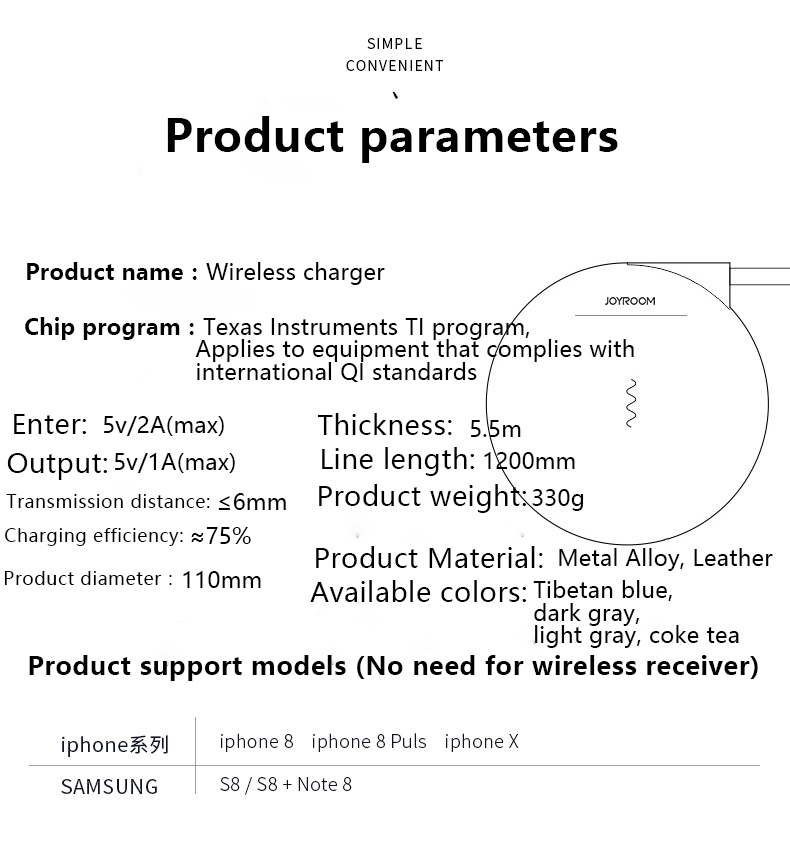 SIMPLE
CONVENIENT
Product parameters
Product name : Wireless charger
JOYROOM
Chip program : Texas Instruments TI program,
Applies to equipment that complies with
international QI standards
Enter: 5v/2A(max)
Thickness: 5.5m
Output: 5v/1A(max)
Line length: 1200mm
Transmission distance: ≤6mm
Product weight: 330g
Charging efficiency: ≈75%
Product Material: Metal Alloy, Leather
Product diameter : 110mm
Available colors: Tibetan blue,
dark gray,
light gray, coke tea
Product support models (No need for wireless receiver)
iphone系列 iphone 8 iphone 8 Puls iphone X
SAMSUNG S8 / S8 + Note 8